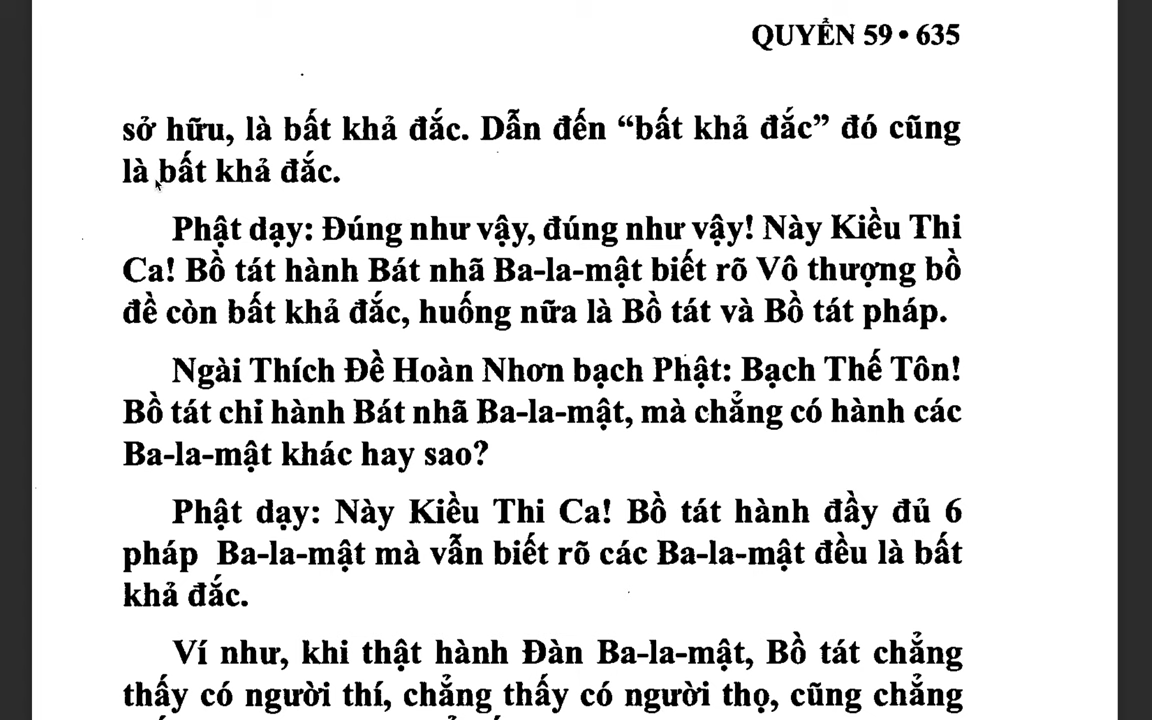 QUYỂN 59 • 635
sở hữu, là bất khả đắc. Dẫn đến “bất khả đắc” đó cũng
là bất khả đắc.
Phật dạy: Đúng như vậy, đúng như vậy! Này Kiều Thi
Ca! Bồ tát hành Bát nhã Ba-la-mật biết rõ Vô thượng bồ
đề còn bất khả đắc, huống nữa là Bồ tát và Bồ tát pháp.
Ngài Thích Đề Hoàn Nhơn bạch Phật: Bạch Thế Tôn!
Bồ tát chỉ hành Bát nhã Ba-la-mật, mà chẳng có hành các
Ba-la-mật khác hay sao?
Phật dạy: Này Kiều Thi Ca! Bồ tát hành đầy đủ 6
pháp Ba-la-mật mà vẫn biết rõ các Ba-la-mật đều là bất
khả đắc.
Ví như, khi thật hành Đàn Ba-la-mật, Bồ tát chẳng
thấy có người thí, chẳng thấy có người thọ, cũng chẳng